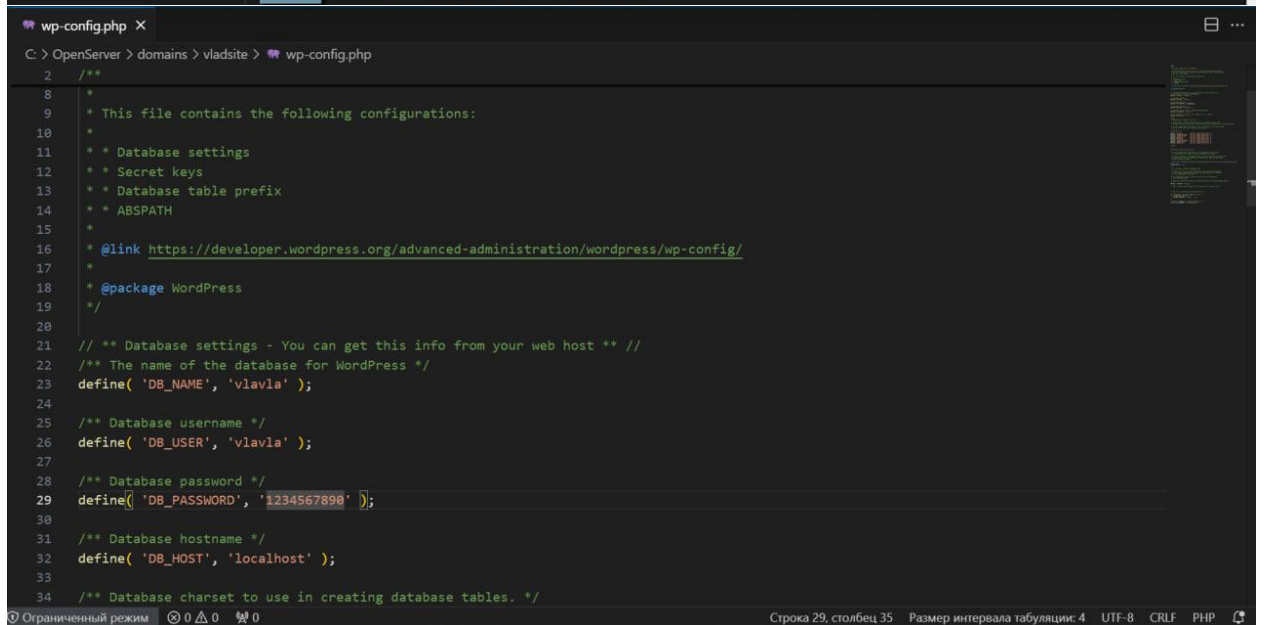 wp-config.php
C: > OpenServer > domains > vladsite > wp-config.php
2 /**
8 *
9 * This file contains the following configurations:
10 *
11 * * Database settings
12 * * Secret keys
13 * * Database table prefix
14 * * ABSPATH
15 *
16 * @link https://developer.wordpress.org/advanced-administration/wordpress/wp-config/
17 *
18 * @package WordPress
19 */
20
21 // ** Database settings - You can get this info from your web host ** //
22 /** The name of the database for WordPress */
23 define( 'DB_NAME', 'vlavla' );
24
25 /** Database username */
26 define( 'DB_USER', 'vlavla' );
27
28 /** Database password */
29 define( 'DB_PASSWORD', '1234567890' );
30
31 /** Database hostname */
32 define( 'DB_HOST', 'localhost' );
33
34 /** Database charset to use in creating database tables. */
Ограниченный режим 0 0 0 Строка 29, столбец 35 Размер интервала табуляции: 4 UTF-8 CRLF PHP